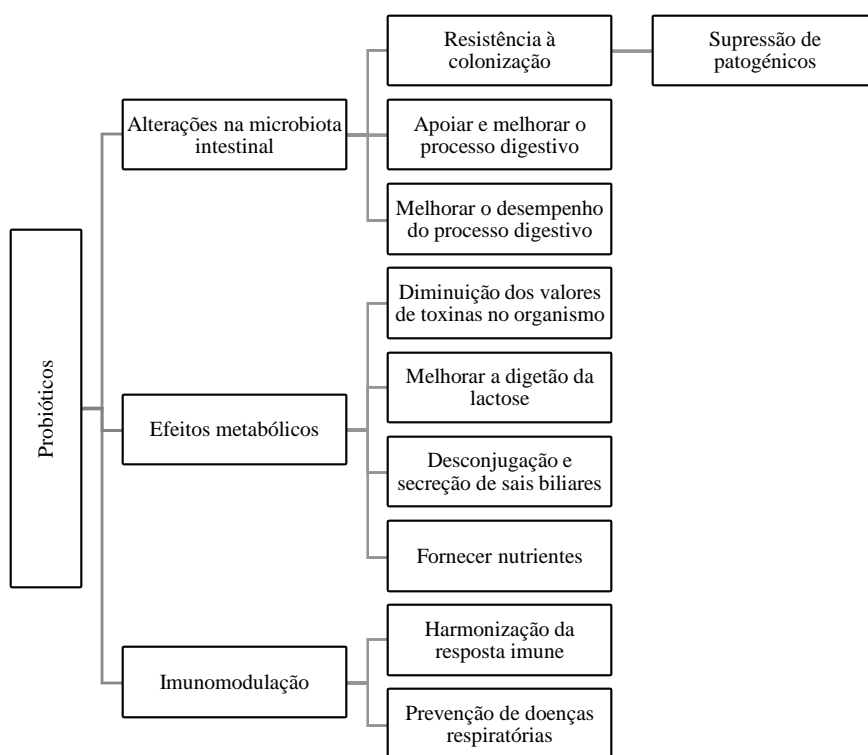 Probióticos
Alterações na microbiota
intestinal
Resistência à
colonização
Supressão de
patogénicos
Apoiar e melhorar o
processo digestivo
Melhorar o desempenho
do processo digestivo
Efeitos metabólicos
Diminuição dos valores
de toxinas no organismo
Melhorar a digetão da
lactose
Desconjugação e
secreção de sais biliares
Fornecer nutrientes
Imunomodulação
Harmonização da
resposta imune
Prevenção de doenças
respiratórias